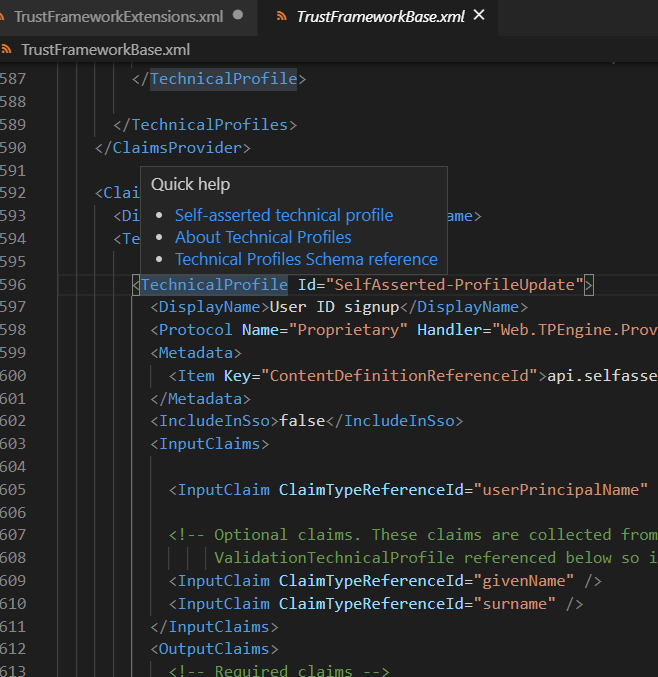 TrustFrameworkExtensions.xml TrustFrameworkBase.xml
TrustFrameworkBase.xml
587 </TechnicalProfile>
588
589 </TechnicalProfiles>
590 </ClaimsProvider>
591
Quick help
592 <Clai
Self-asserted technical profile
593 <Di ame>
About Technical Profiles
594 <Te
Technical Profiles Schema reference
595
596 <TechnicalProfile Id="SelfAsserted-ProfileUpdate">
597 <DisplayName>User ID signup</DisplayName>
598 <Protocol Name="Proprietary" Handler="Web.TPEngine.Prov
599 <Metadata>
600 <Item Key="ContentDefinitionReferenceId">api.selfasse
601 </Metadata>
602 <IncludeInSso>false</IncludeInSso>
603 <InputClaims>
604
605 <InputClaim ClaimTypeReferenceId="userPrincipalName"
606
607 <!-- Optional claims. These claims are collected from
608 ValidationTechnicalProfile referenced below so i
609 <InputClaim ClaimTypeReferenceId="givenName" />
610 <InputClaim ClaimTypeReferenceId="surname" />
611 </InputClaims>
612 <OutputClaims>
613 <!-- Required claims -->